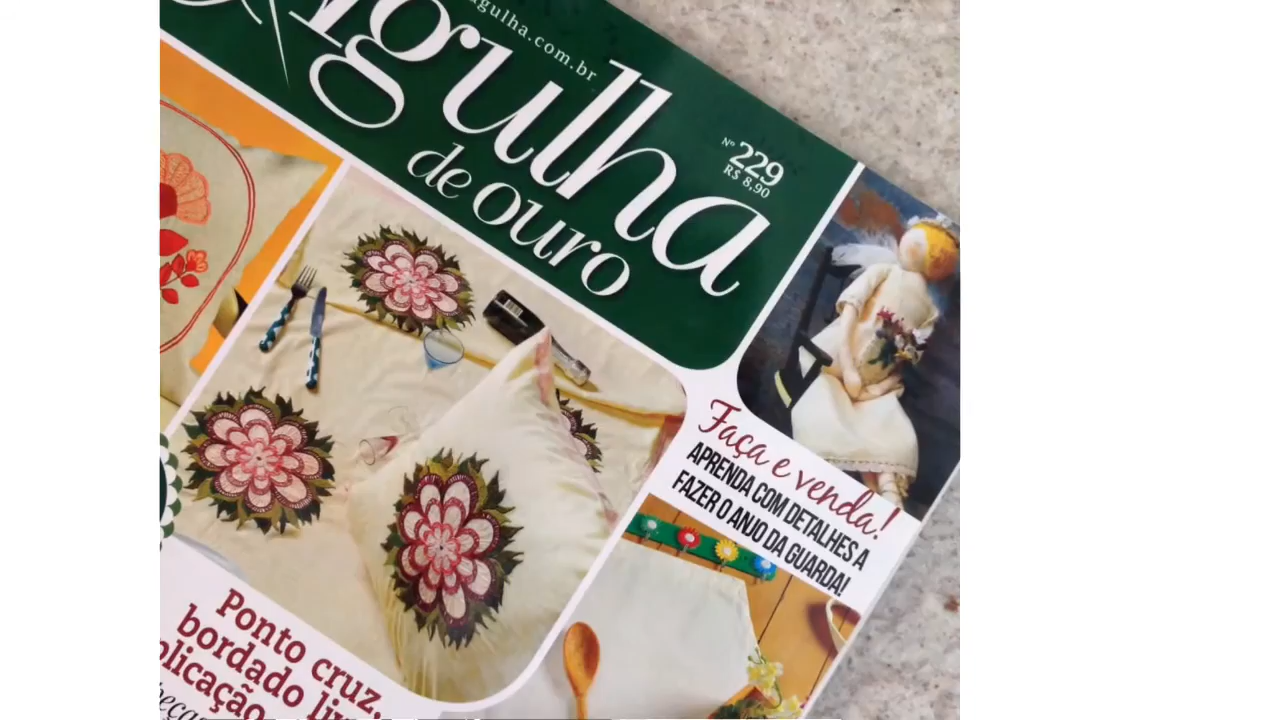 agulha.com.br
Agulha
de ouro
Nº 229
R$ 8,90
Faça e venda!
APRENDA COM DETALHES A
FAZER O ANJO DA GUARDA!
Ponto cruz,
bordado